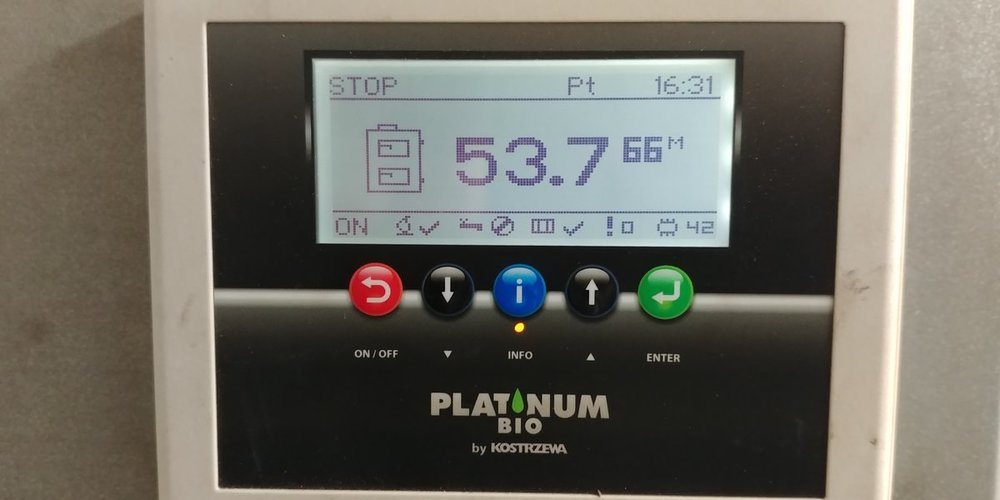 STOP Pt 16:31
53.7 66 M
ON ! 0 42
i
ON / OFF ▼ INFO ▲ ENTER
PLATINUM
BIO
by KOSTRZEWA